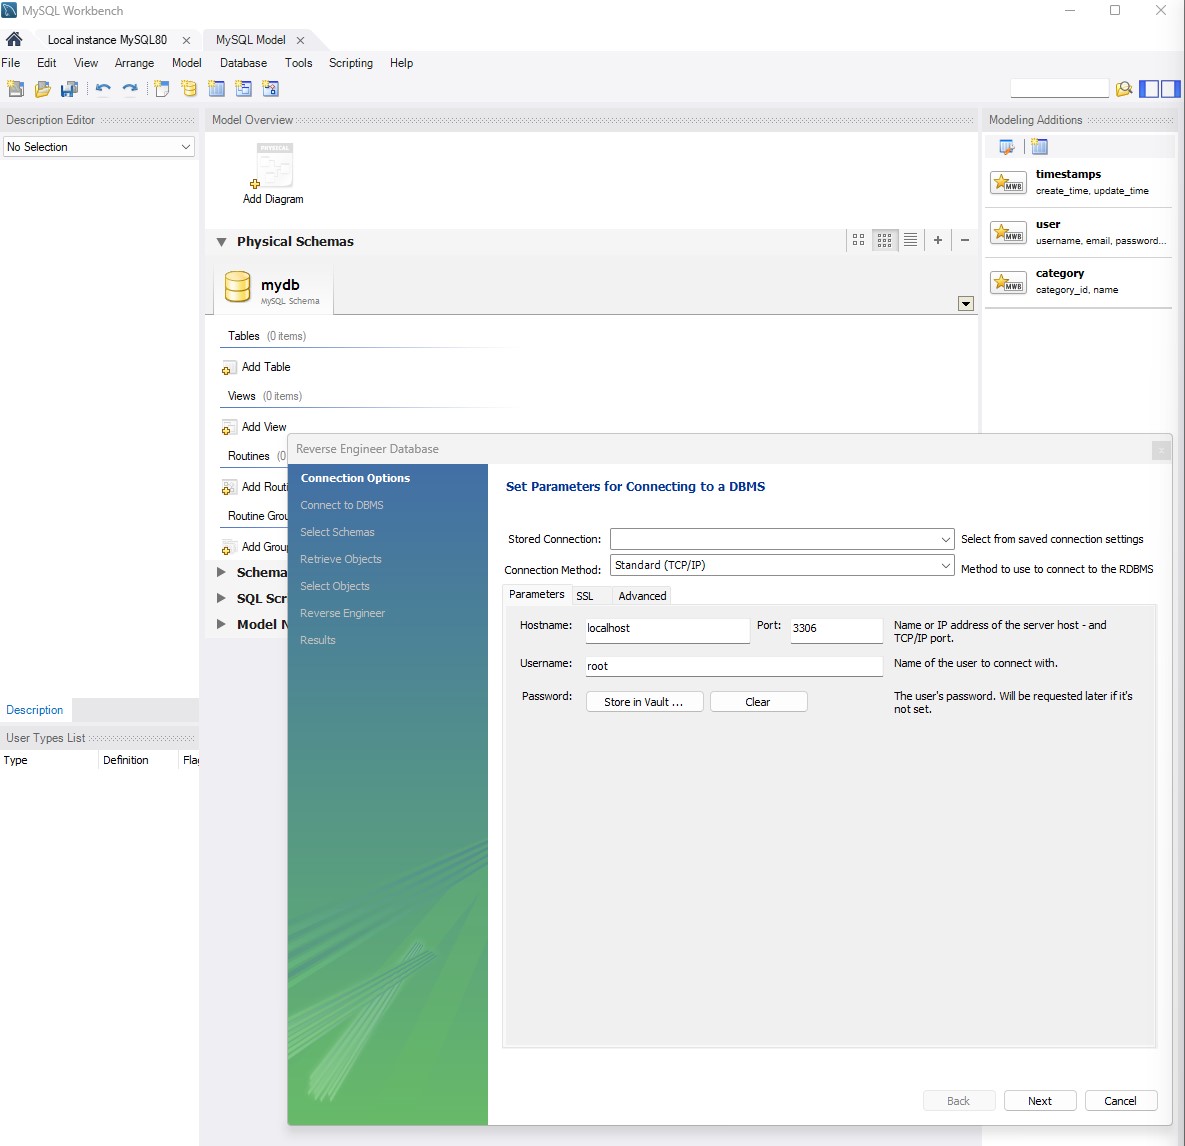 MySQL Workbench
Local instance MySQL80
MySQL Model
File Edit View Arrange Model Database Tools Scripting Help
Description Editor
No Selection
Description
User Types List
Type Definition Flag
Model Overview
PHYSICAL
Add Diagram
Physical Schemas
mydb
MySQL Schema
Tables (0 items)
Add Table
Views (0 items)
Add View
Routines (0
Add Routi
Routine Grou
Add Group
Schema
SQL Scr
Model N
Modeling Additions
MWB
timestamps
create_time, update_time
MWB
user
username, email, password...
MWB
category
category_id, name
Reverse Engineer Database
Connection Options
Connect to DBMS
Select Schemas
Retrieve Objects
Select Objects
Reverse Engineer
Results
Set Parameters for Connecting to a DBMS
Stored Connection: Select from saved connection settings
Connection Method: Standard (TCP/IP) Method to use to connect to the RDBMS
Parameters SSL Advanced
Hostname: localhost Port: 3306 Name or IP address of the server host - and
TCP/IP port.
Username: root Name of the user to connect with.
Password: Store in Vault ... Clear The user's password. Will be requested later if it's
not set.
Back Next Cancel